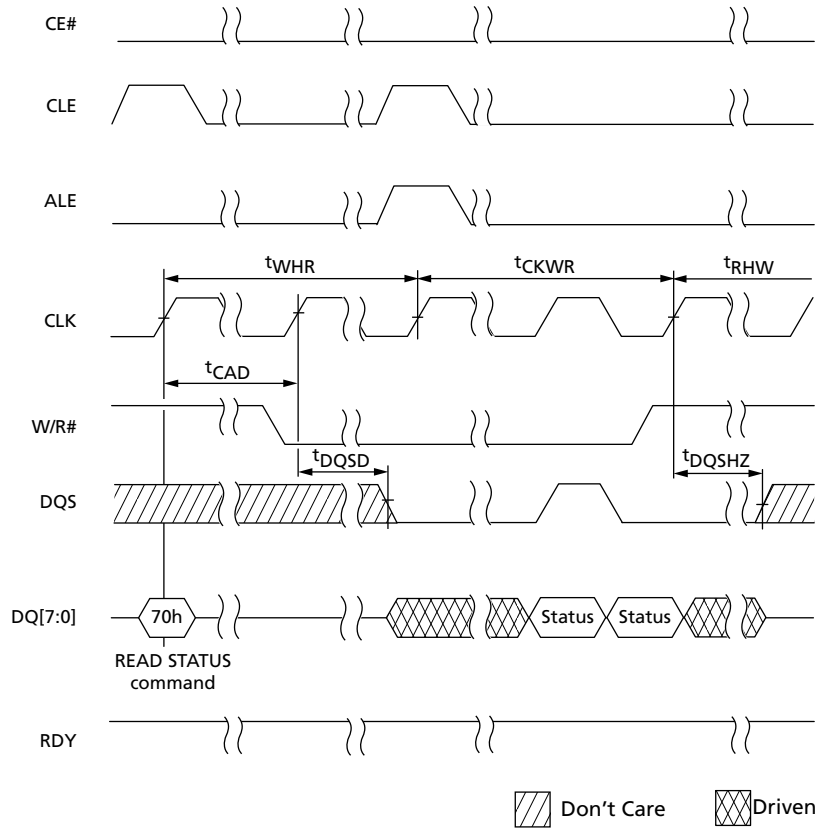 CE#
CLE
ALE
tWHR tCKWR tRHW
CLK
tCAD
W/R#
tDQSD tDQSHZ
DQS
DQ[7:0] 70h Status Status
READ STATUS
command
RDY
Don't Care Driven